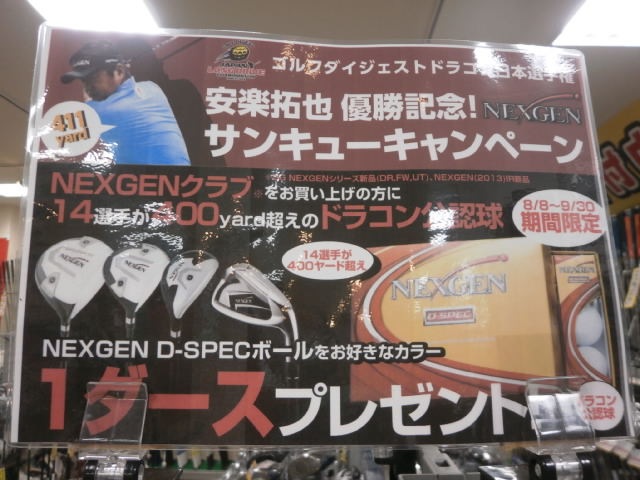 LONG DRIVE
ゴルフダイジェストドラコン日本選手権
411 yard
安楽拓也 優勝記念! NEXGEN
サンキューキャンペーン
NEXGENシリーズ新品(DR,FW,UT)、NEXGEN(2013)IR新品
NEXGENクラブ※をお買い上げの方に
14選手が400yard超えのドラコン公認球
8/8〜9/30
期間限定
14選手が
400ヤード超え
NEXGEN
D-SPEC
NEXGEN D-SPECボールをお好きなカラー
1ダースプレゼント
ドラコン
公認球